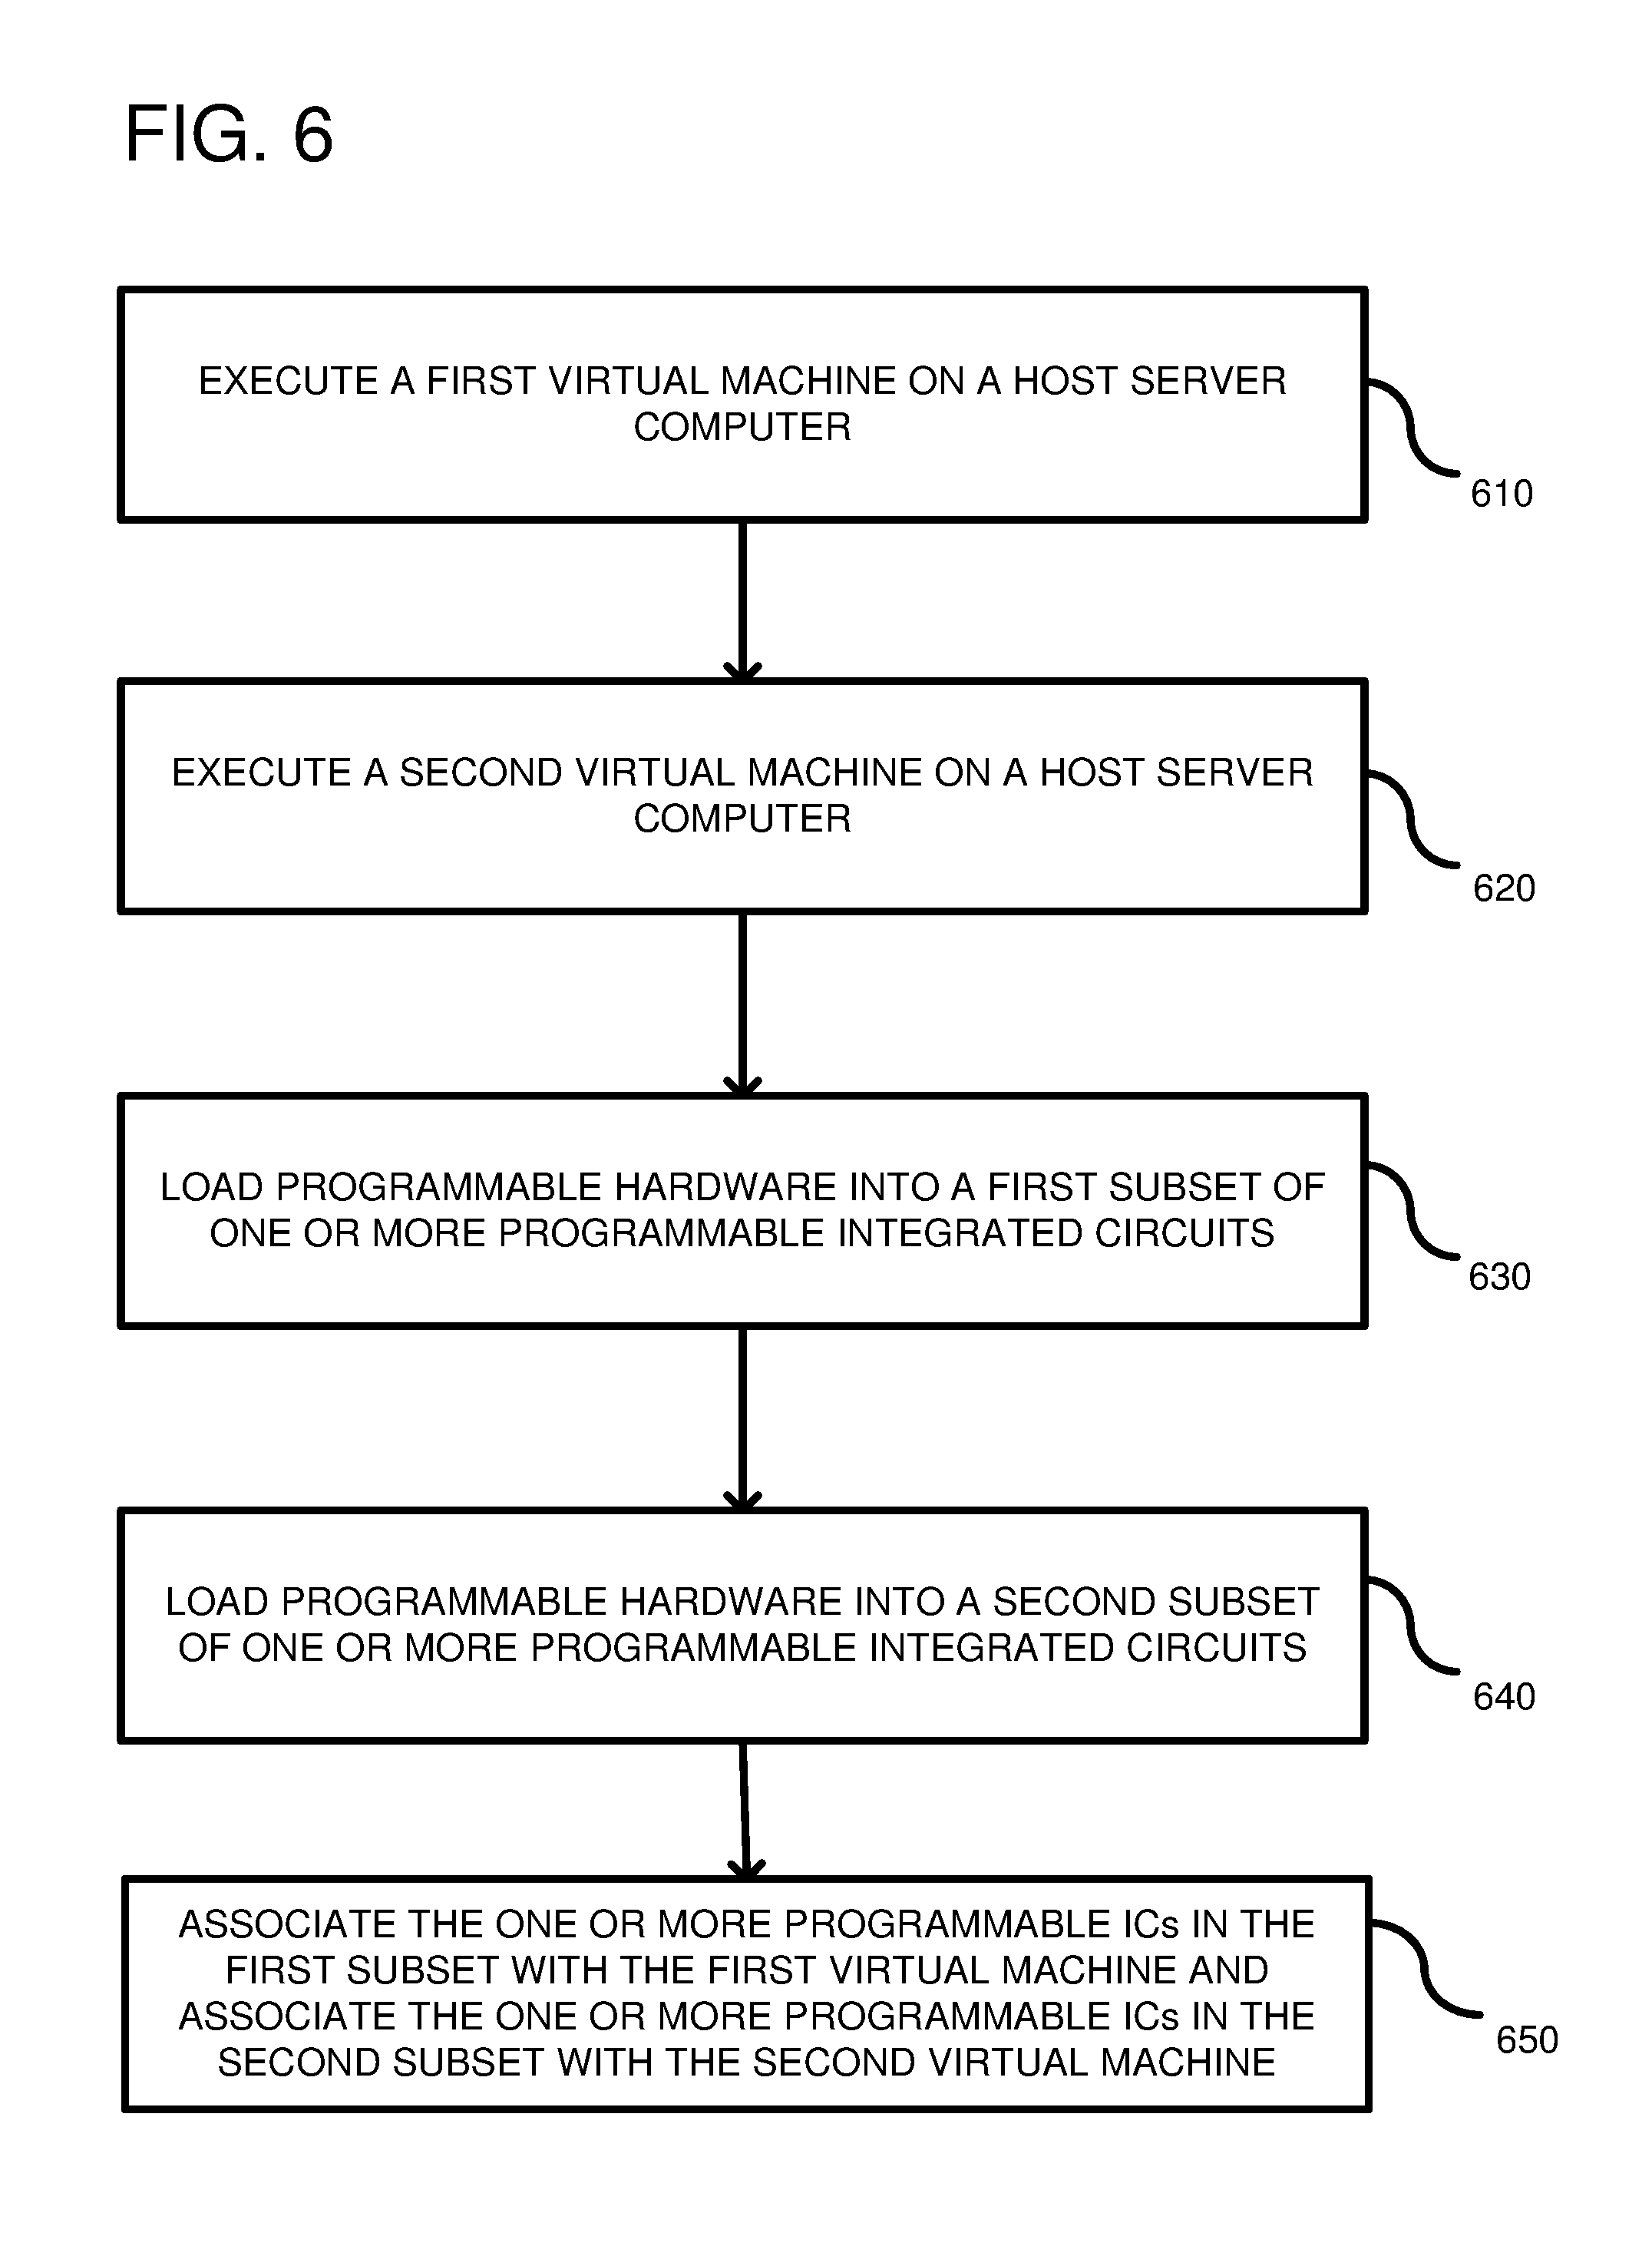 FIG. 6
EXECUTE A FIRST VIRTUAL MACHINE ON A HOST SERVER
COMPUTER
610
EXECUTE A SECOND VIRTUAL MACHINE ON A HOST SERVER
COMPUTER
620
LOAD PROGRAMMABLE HARDWARE INTO A FIRST SUBSET OF
ONE OR MORE PROGRAMMABLE INTEGRATED CIRCUITS
630
LOAD PROGRAMMABLE HARDWARE INTO A SECOND SUBSET
OF ONE OR MORE PROGRAMMABLE INTEGRATED CIRCUITS
640
ASSOCIATE THE ONE OR MORE PROGRAMMABLE ICs IN THE
FIRST SUBSET WITH THE FIRST VIRTUAL MACHINE AND
ASSOCIATE THE ONE OR MORE PROGRAMMABLE ICs IN THE
SECOND SUBSET WITH THE SECOND VIRTUAL MACHINE
650